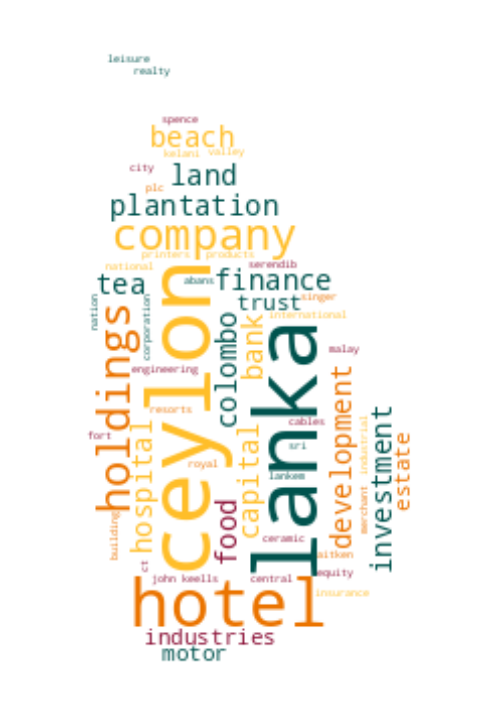 leisure
realty
spence
beach
kelani valley
city
land
plc
plantation
company
printers products
national
serendib
tea
abans
finance
nation
corporation
trust
singer
international
holdings
ceylon
colombo
bank
lanka
malay
engineering
development
resorts
investment
fort
hospital
capital
cables
industrial
estate
sri
royal
lankem
merchant
food
building
ceramic
aitken
ct
john keells
central
equity
hotel
insurance
industries
motor